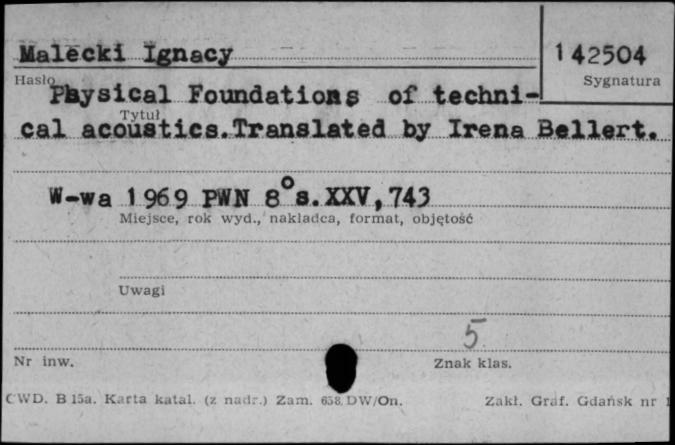 Malecki Ignacy
142504
Hasło
Sygnatura
Physical Foundations of techni-
Tytuł
cal acoustics.Translated by Irena Bellert.
W-wa 1969 PWN 8° s.XXV,743
Miejsce, rok wyd., nakładca, format, objętość
Uwagi
5
Nr inw.
Znak klas.
CWD. B 15a. Karta katal. (z nadr.) Zam. 658. DW/On.
Zakł. Graf. Gdańsk nr 1